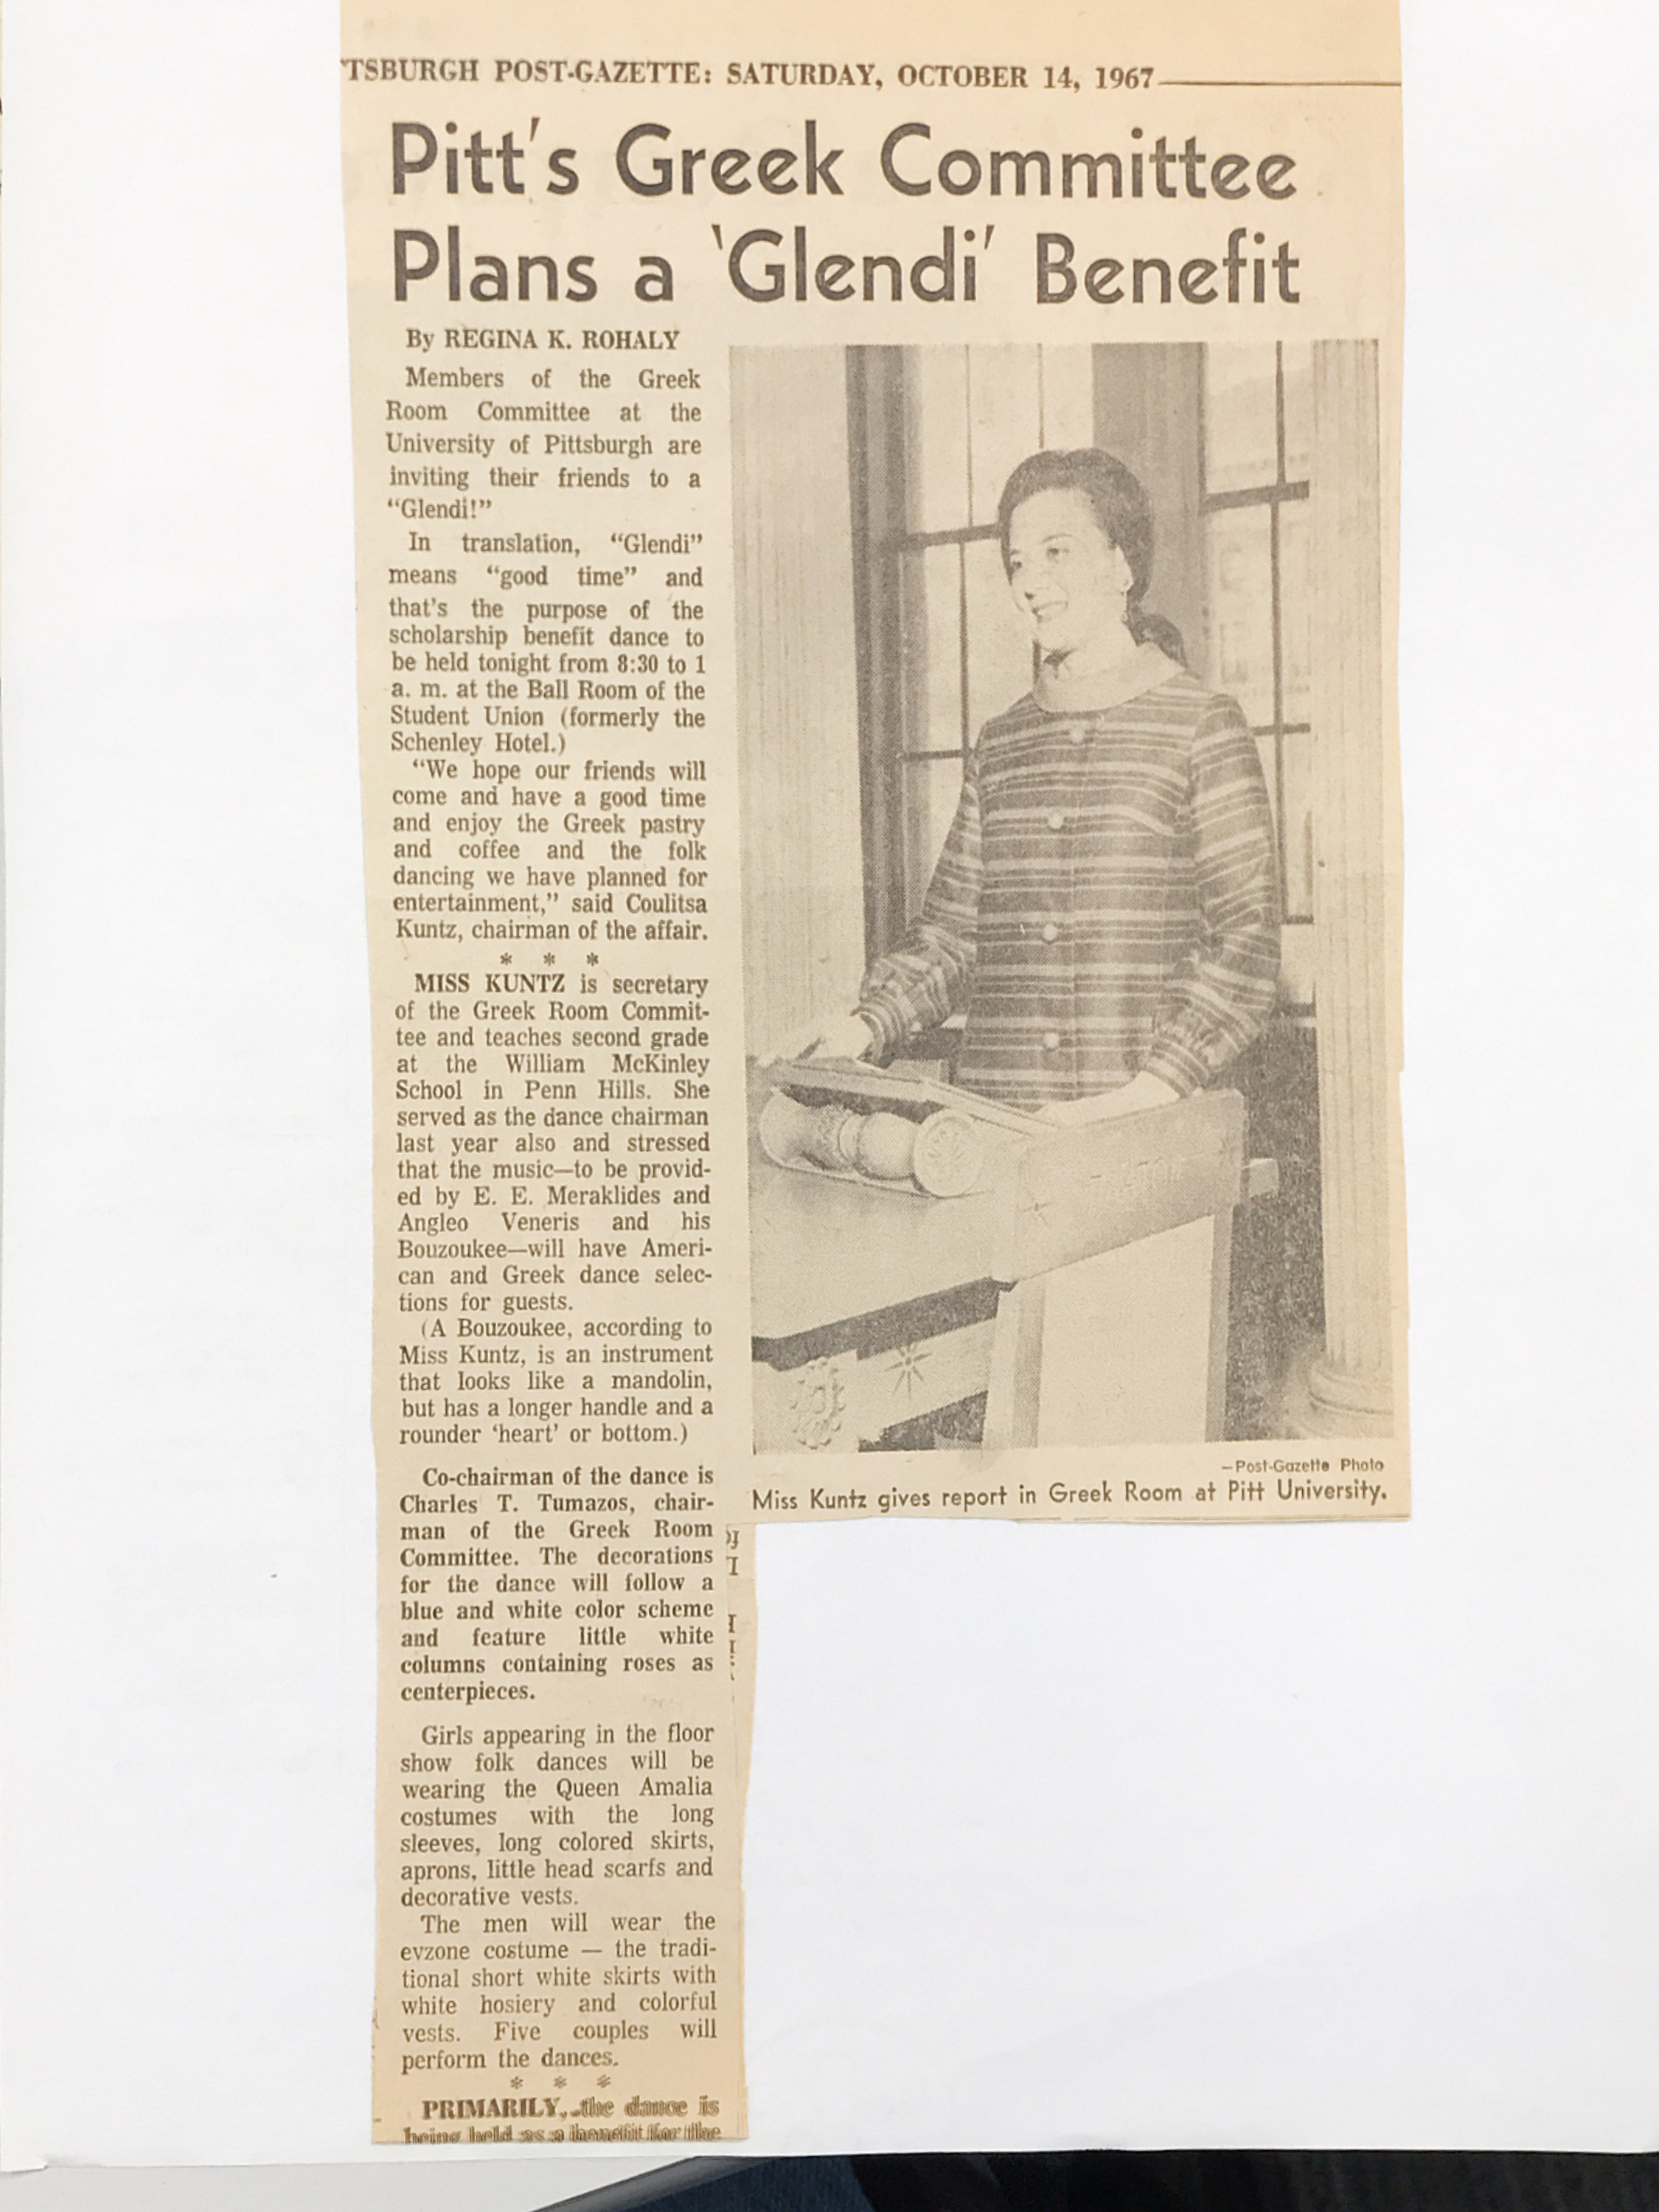 TSBURGH POST-GAZETTE: SATURDAY, OCTOBER 14, 1967
Pitt's Greek Committee
Plans a 'Glendi' Benefit
By REGINA K. ROHALY
Members of the Greek
Room Committee at the
University of Pittsburgh are
inviting their friends to a
"Glendi!"
In translation, "Glendi"
means "good time" and
that's the purpose of the
scholarship benefit dance to
be held tonight from 8:30 to 1
a. m. at the Ball Room of the
Student Union (formerly the
Schenley Hotel.)
"We hope our friends will
come and have a good time
and enjoy the Greek pastry
and coffee and the folk
dancing we have planned for
entertainment," said Coulitsa
Kuntz, chairman of the affair.
* * *
MISS KUNTZ is secretary
of the Greek Room Commit-
tee and teaches second grade
at the William McKinley
School in Penn Hills. She
served as the dance chairman
last year also and stressed
that the music—to be provid-
ed by E. E. Meraklides and
Angleo Veneris and his
Bouzoukee—will have Ameri-
can and Greek dance selec-
tions for guests.
(A Bouzoukee, according to
Miss Kuntz, is an instrument
that looks like a mandolin,
but has a longer handle and a
rounder 'heart' or bottom.)
Co-chairman of the dance is
Charles T. Tumazos, chair-
man of the Greek Room
Committee. The decorations
for the dance will follow a
blue and white color scheme
and feature little white
columns containing roses as
centerpieces.
Girls appearing in the floor
show folk dances will be
wearing the Queen Amalia
costumes with the long
sleeves, long colored skirts,
aprons, little head scarfs and
decorative vests.
The men will wear the
evzone costume — the tradi-
tional short white skirts with
white hosiery and colorful
vests. Five couples will
perform the dances.
* * *
PRIMARILY, the dance is
being held as a benefit for the
—Post-Gazette Photo
Miss Kuntz gives report in Greek Room at Pitt University.